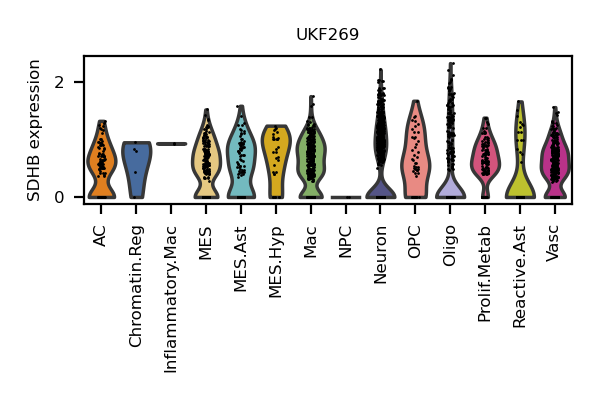 UKF269
SDHB expression
2
0
AC
Chromatin.Reg
Inflammatory.Mac
MES
MES.Ast
MES.Hyp
Mac
NPC
Neuron
OPC
Oligo
Prolif.Metab
Reactive.Ast
Vasc